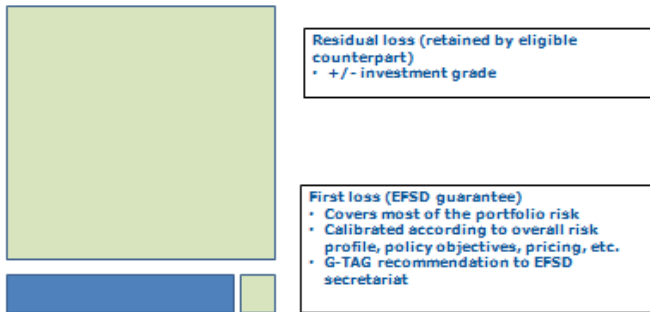 Residual loss (retained by eligible
counterpart)
• +/- investment grade
First loss (EFSD guarantee)
• Covers most of the portfolio risk
• Calibrated according to overall risk
profile, policy objectives, pricing, etc.
• G-TAG recommendation to EFSD
secretariat